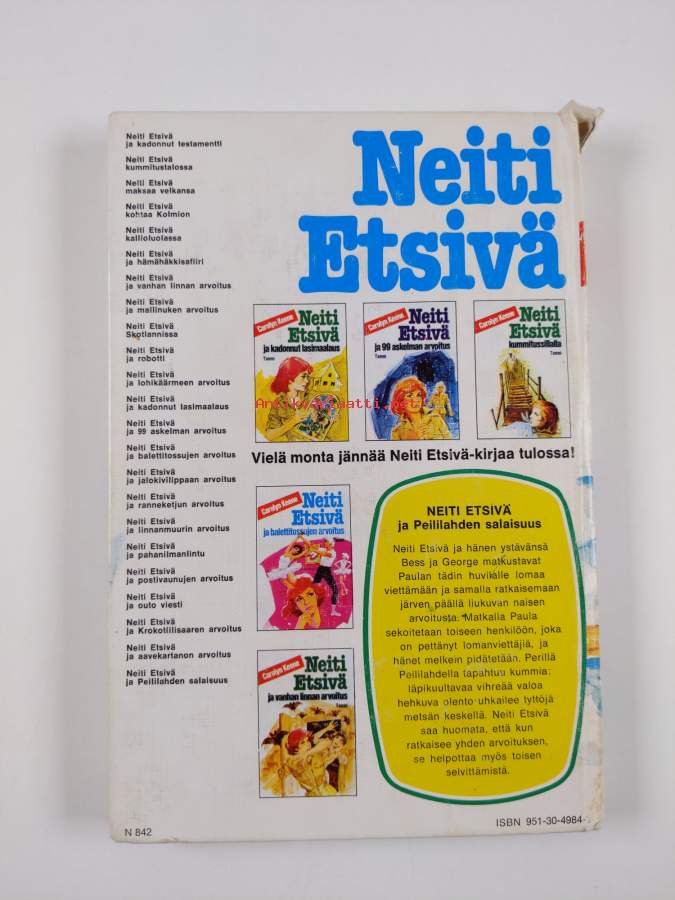 Neiti Etsivä
ja kadonnut testamentti
Neiti Etsivä
kummitustalossa
Neiti Etsivä
maksaa velkansa
Neiti Etsivä
kohtaa Kolmion
Neiti Etsivä
kallioluolassa
Neiti Etsivä
ja hämähäkkisafiiri
Neiti Etsivä
ja vanhan linnan arvoitus
Neiti Etsivä
ja mallinuken arvoitus
Neiti Etsivä
Skotlannissa
Neiti Etsivä
ja robotti
Neiti Etsivä
ja lohikäärmeen arvoitus
Neiti Etsivä
ja kadonnut lasimaalaus
Neiti Etsivä
ja 99 askelman arvoitus
Neiti Etsivä
ja balettitossujen arvoitus
Neiti Etsivä
ja jalokivilippaan arvoitus
Neiti Etsivä
ja ranneketjun arvoitus
Neiti Etsivä
ja linnanmuurin arvoitus
Neiti Etsivä
ja pahanilmanlintu
Neiti Etsivä
ja postivaunujen arvoitus
Neiti Etsivä
ja outo viesti
Neiti Etsivä
ja Krokotiilisaaren arvoitus
Neiti Etsivä
ja aavekartanon arvoitus
Neiti Etsivä
ja Peililahden salaisuus
Neiti
Etsivä
Carolyn Keene
Neiti
Etsivä
ja kadonnut lasimaalaus
Tammi
Carolyn Keene
Neiti
Etsivä
ja 99 askelman arvoitus
Tammi
Carolyn Keene
Neiti
Etsivä
kummitussillalla
Tammi
Vielä monta jännää Neiti Etsivä-kirjaa tulossa!
Carolyn Keene
Neiti
Etsivä
ja balettitossujen arvoitus
Carolyn Keene
Neiti
Etsivä
ja vanhan linnan arvoitus
Tammi
NEITI ETSIVÄ
ja Peililahden salaisuus
Neiti Etsivä ja hänen ystävänsä
Bess ja George matkustavat
Paulan tädin huvilalle lomaa
viettämään ja samalla ratkaisemaan
järven päällä liukuvan naisen
arvoitusta. Matkalla Paula
sekoitetaan toiseen henkilöön, joka
on pettänyt lomanviettäjiä, ja
hänet melkein pidätetään. Perillä
Peililahdella tapahtuu kummia:
läpikuultavaa vihreää valoa
hehkuva olento uhkailee tyttöjä
metsän keskellä. Neiti Etsivä
saa huomata, että kun
ratkaisee yhden arvoituksen,
se helpottaa myös toisen
selvittämistä.
N 842
ISBN 951-30-4984-